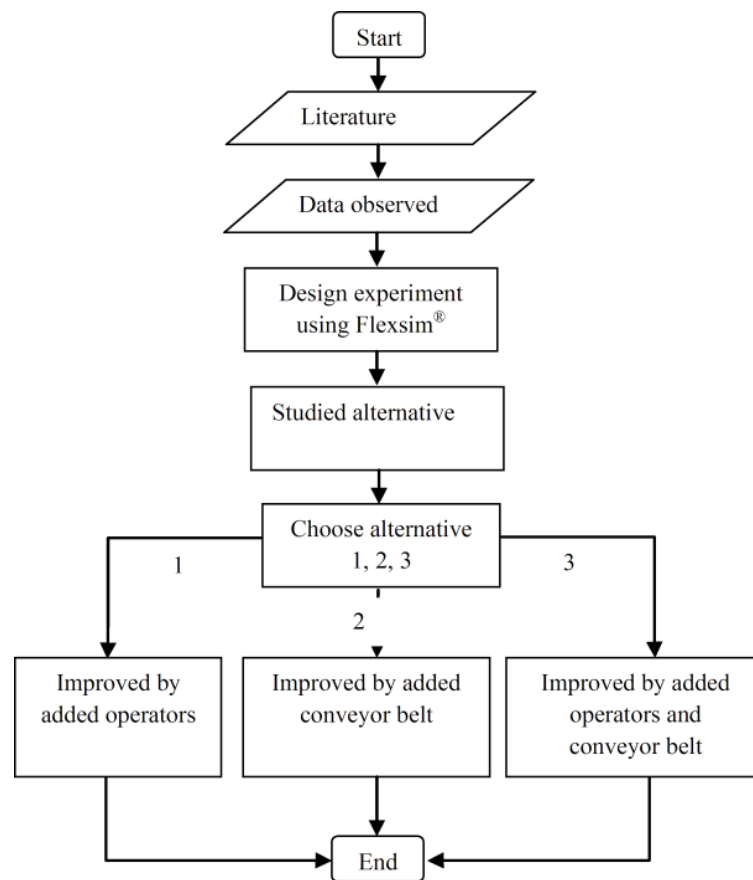 Start
Literature
Data observed
Design experiment
using Flexsim®
Studied alternative
Choose alternative
1, 2, 3
1
2
3
Improved by
added operators
Improved by added
conveyor belt
Improved by added
operators and
conveyor belt
End